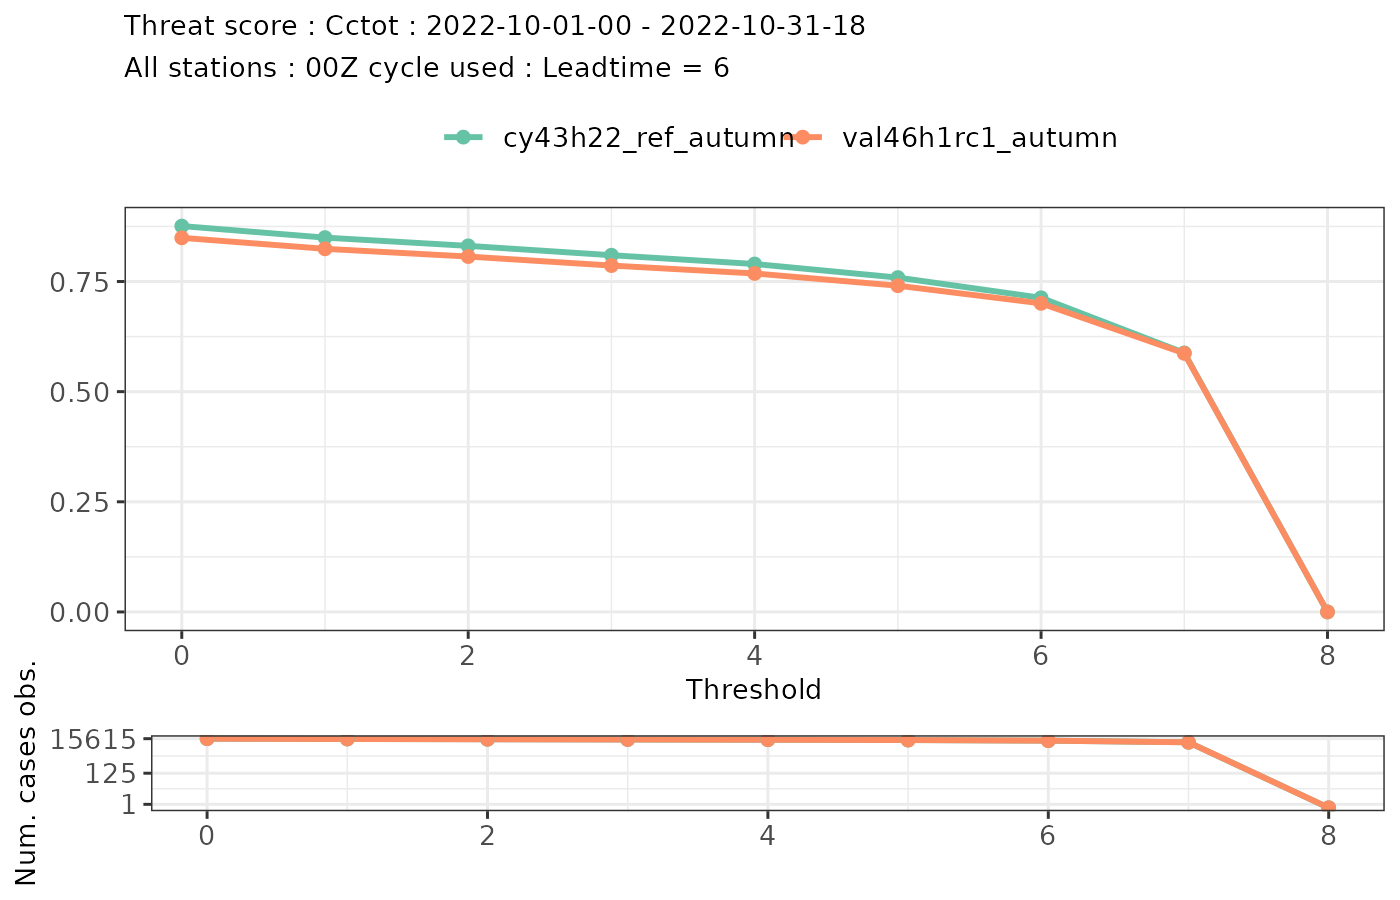 Threat score : Cctot : 2022-10-01-00 - 2022-10-31-18
All stations : 00Z cycle used : Leadtime = 6
cy43h22_ref_autumn val46h1rc1_autumn
0.75
0.50
0.25
0.00
0 2 4 6 8
Threshold
Num. cases obs.
15615
125
1
0 2 4 6 8